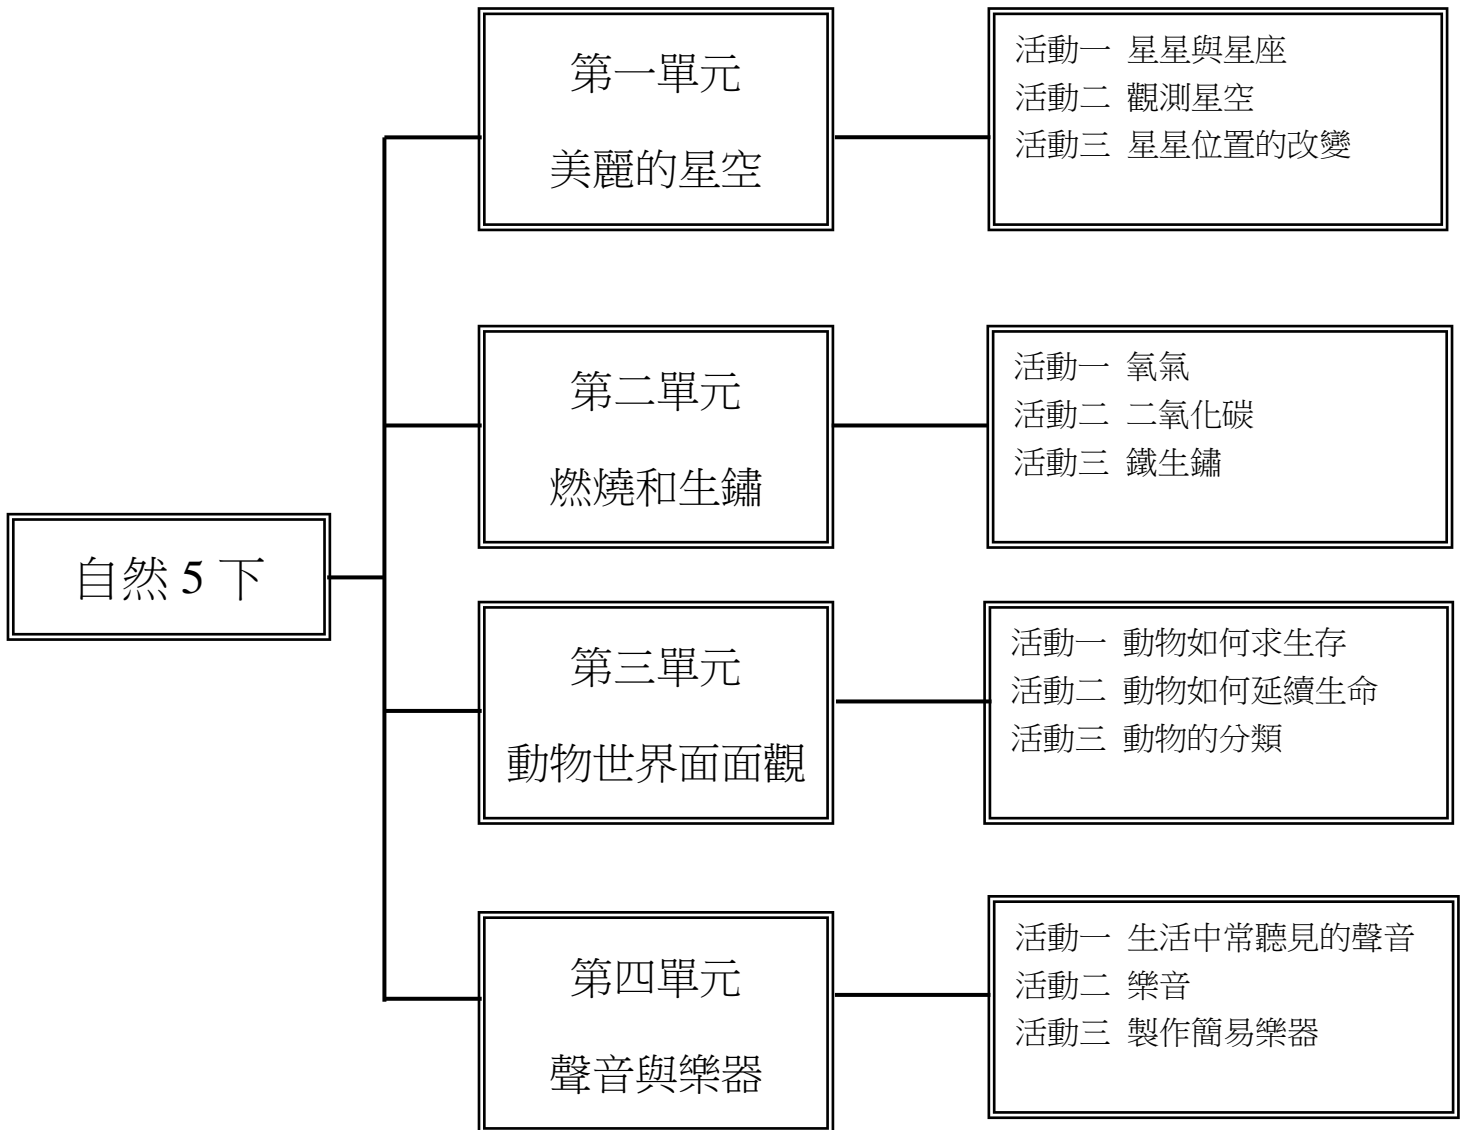 自然 5 下
第一單元
美麗的星空
活動一 星星與星座
活動二 觀測星空
活動三 星星位置的改變
第二單元
燃燒和生鏽
活動一 氧氣
活動二 二氧化碳
活動三 鐵生鏽
第三單元
動物世界面面觀
活動一 動物如何求生存
活動二 動物如何延續生命
活動三 動物的分類
第四單元
聲音與樂器
活動一 生活中常聽見的聲音
活動二 樂音
活動三 製作簡易樂器